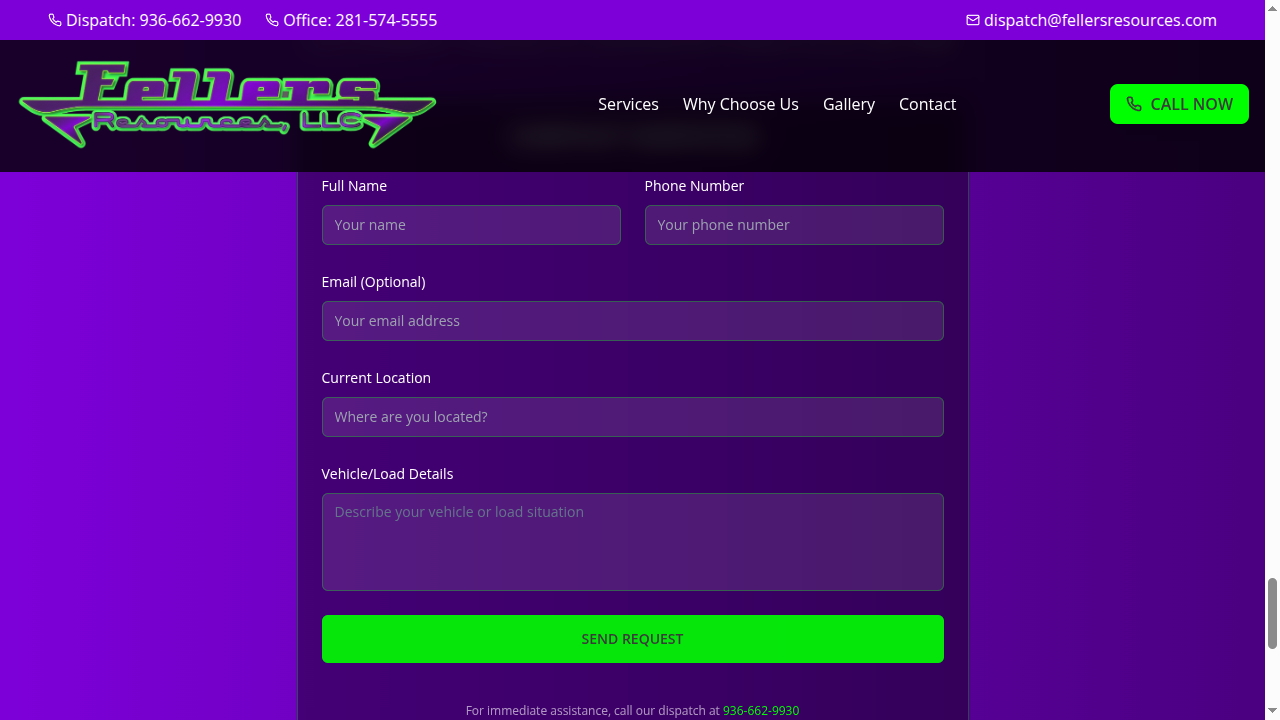 Dispatch: 936-662-9930 Office: 281-574-5555 dispatch@fellersresources.com
Fellers
Resources, LLC
Services Why Choose Us Gallery Contact CALL NOW
Full Name Phone Number
Your name Your phone number
Email (Optional)
Your email address
Current Location
Where are you located?
Vehicle/Load Details
Describe your vehicle or load situation
SEND REQUEST
For immediate assistance, call our dispatch at 936-662-9930